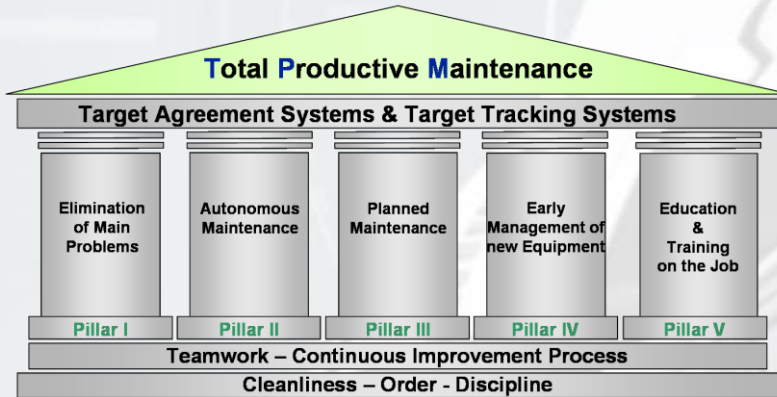 Total Productive Maintenance
Target Agreement Systems & Target Tracking Systems
Elimination
of Main
Problems
Autonomous
Maintenance
Planned
Maintenance
Early
Management of
new Equipment
Education
&
Training
on the Job
Pillar I
Pillar II
Pillar III
Pillar IV
Pillar V
Teamwork – Continuous Improvement Process
Cleanliness – Order - Discipline